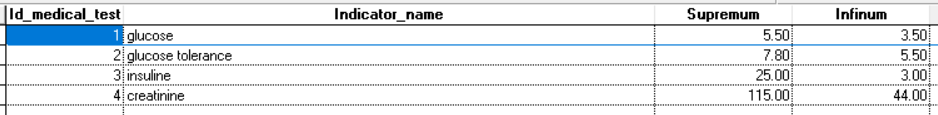 Id_medical_test Indicator_name Supremum Infinum
1 glucose 5.50 3.50
2 glucose tolerance 7.80 5.50
3 insuline 25.00 3.00
4 creatinine 115.00 44.00